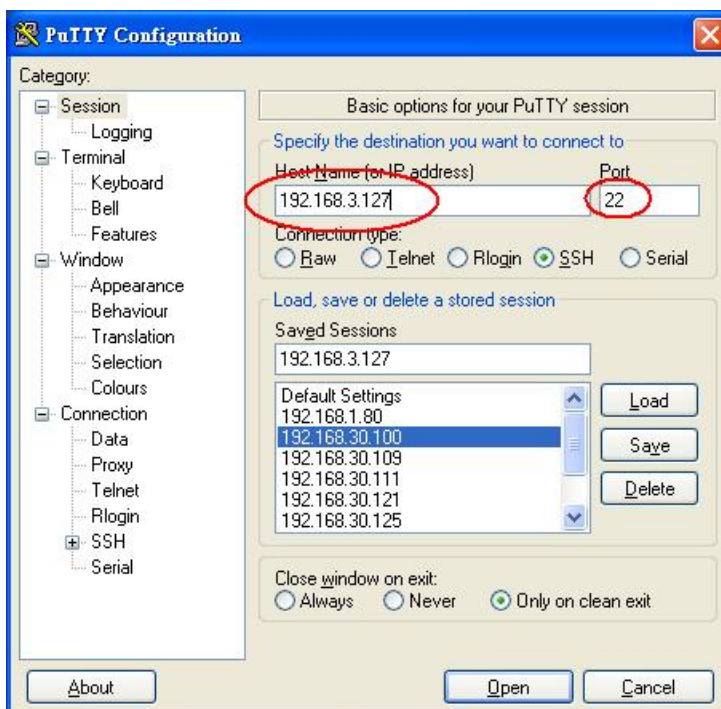 PuTTY Configuration
Category:
Session
Logging
Terminal
Keyboard
Bell
Features
Window
Appearance
Behaviour
Translation
Selection
Colours
Connection
Data
Proxy
Telnet
Rlogin
SSH
Serial
Basic options for your PuTTY session
Specify the destination you want to connect to
Host Name (or IP address) Port
192.168.3.127 22
Connection type:
Raw Telnet Rlogin SSH Serial
Load, save or delete a stored session
Saved Sessions
192.168.3.127
Default Settings
192.168.1.80
192.168.30.100
192.168.30.109
192.168.30.111
192.168.30.121
192.168.30.125
Load
Save
Delete
Close window on exit:
Always Never Only on clean exit
About Open Cancel